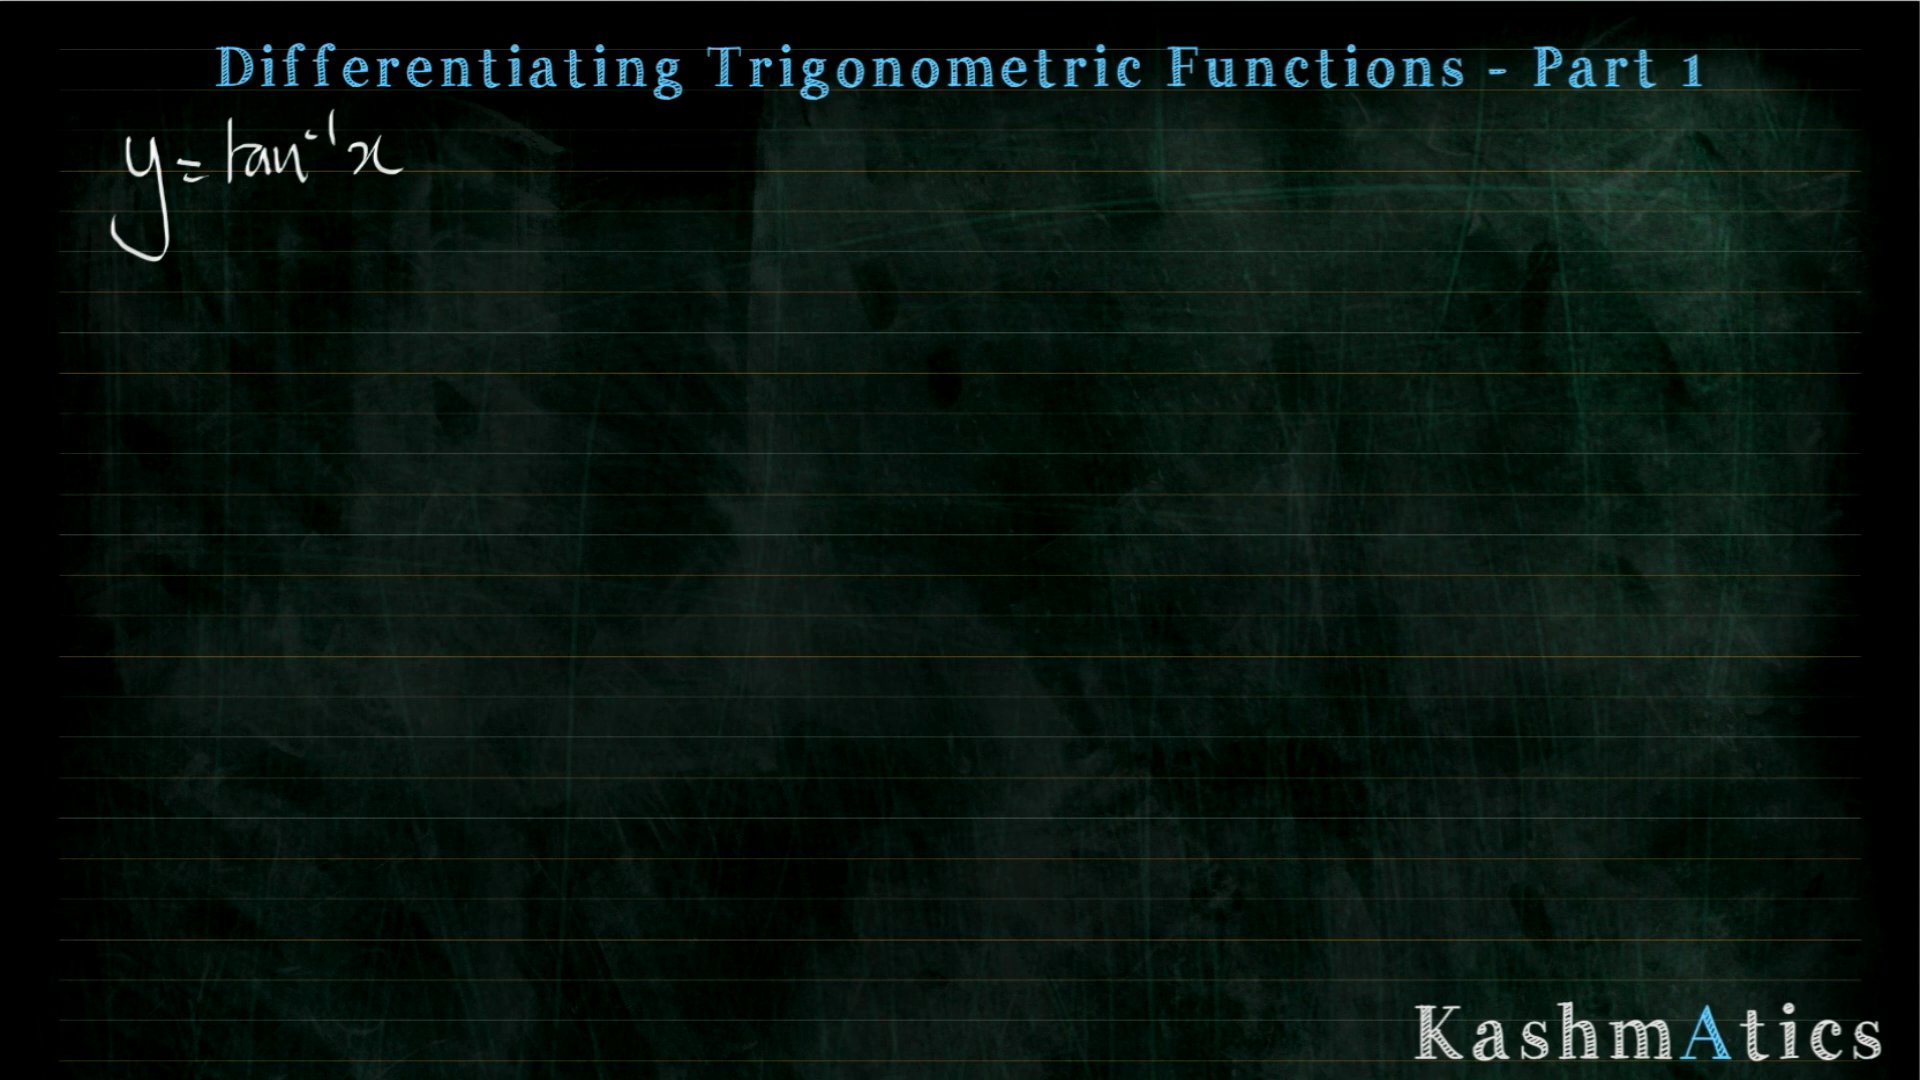 Differentiating Trigonometric Functions - Part 1
y = tan⁻¹x
KashmAtics